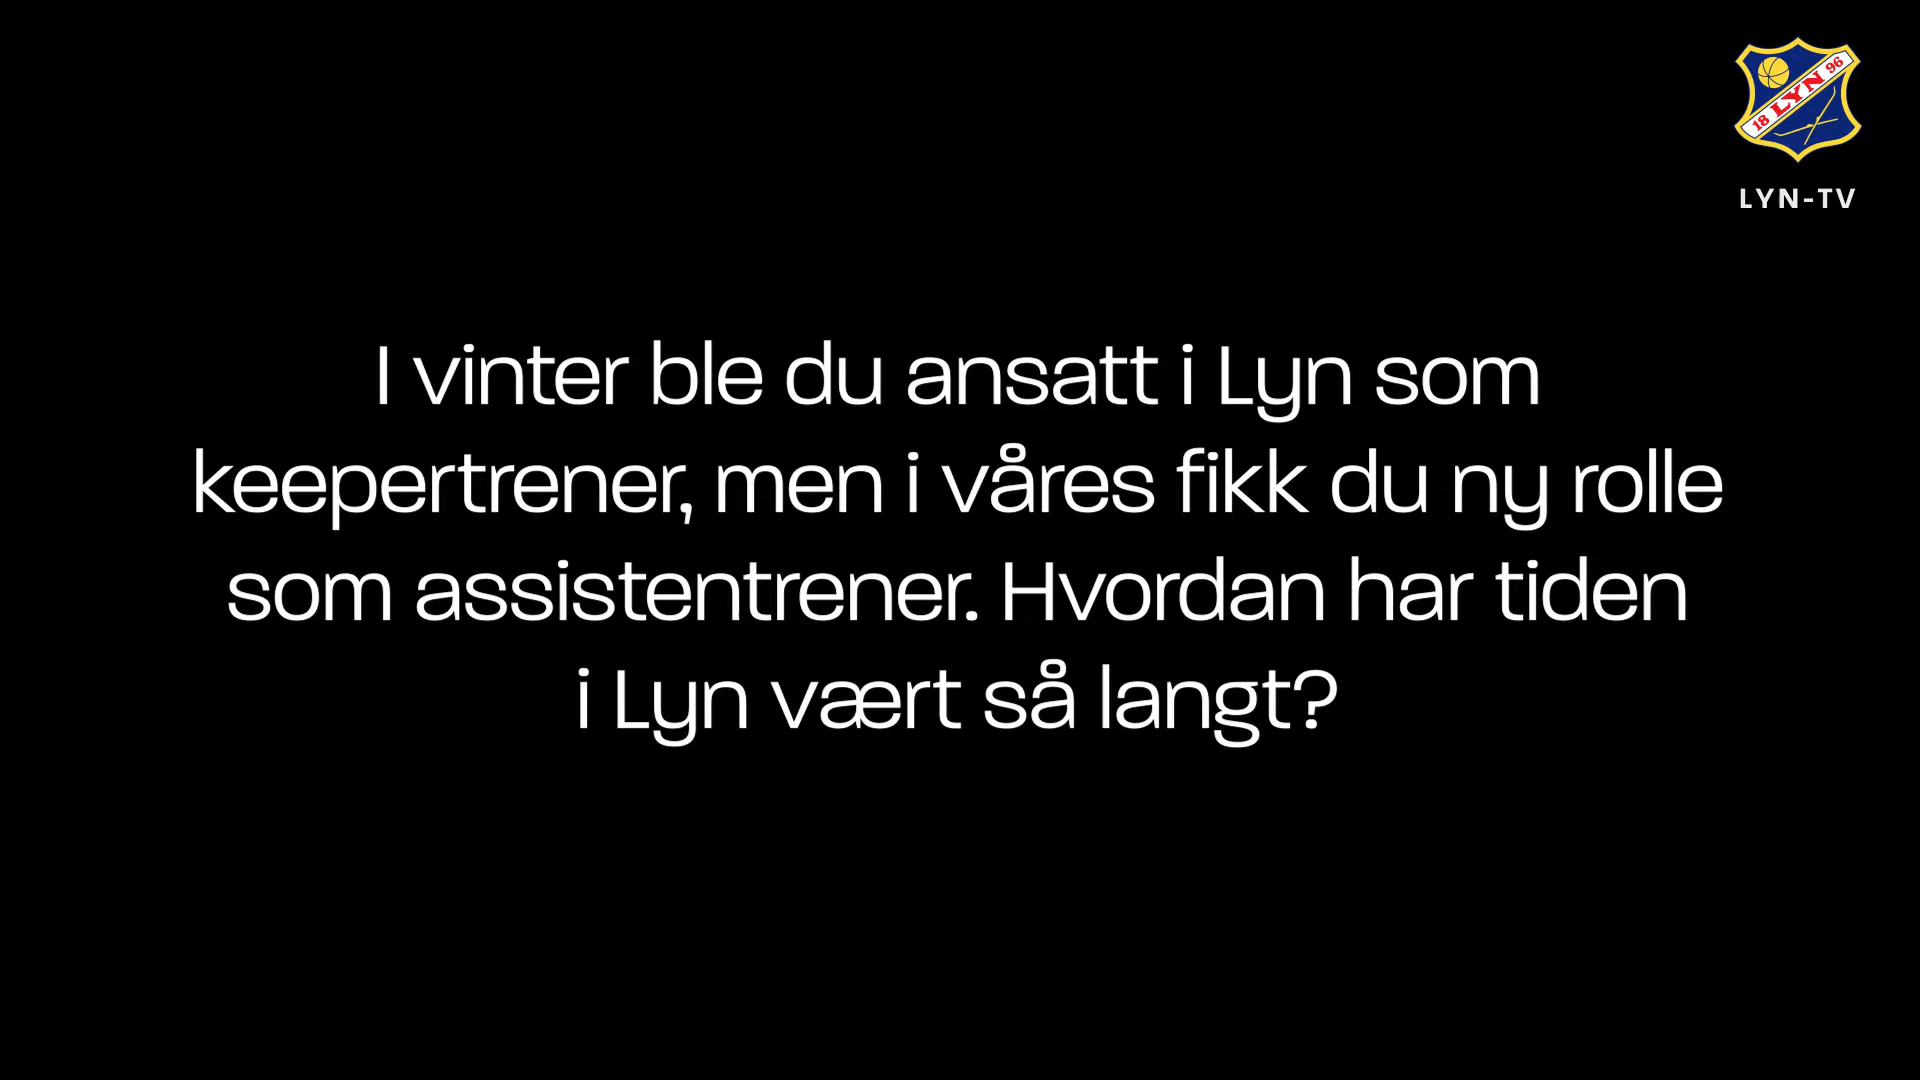 18 LYN 96
LYN-TV
I vinter ble du ansatt i Lyn som
keepertrener, men i våres fikk du ny rolle
som assistentrener. Hvordan har tiden
i Lyn vært så langt?